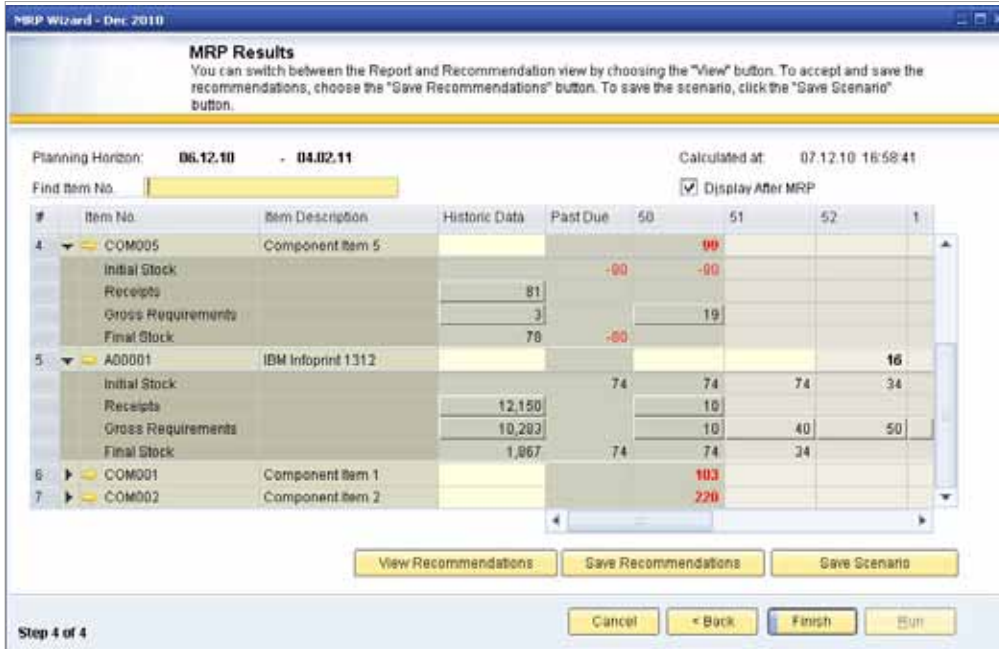 MRP Wizard - Dec 2010
MRP Results
You can switch between the Report and Recommendation view by choosing the "View" button. To accept and save the
recommendations, choose the "Save Recommendations" button. To save the scenario, click the "Save Scenario"
button.
Planning Horizon: 06.12.10 - 04.02.11 Calculated at: 07.12.10 16:58:41
Find Item No. Display After MRP
# Item No. Item Description Historic Data Past Due 50 51 52 1
4 COM005 Component Item 5
Initial Stock -90 -90
Receipts 81
Gross Requirements 3 19
Final Stock 78
5 A00001 IBM Infoprint 1312 16
Initial Stock 74 74 74 34
Receipts 12,150 10
Gross Requirements 10,283 10 40 50
Final Stock 1,867 74 74 34
6 COM001 Component Item 1 103
7 COM002 Component Item 2 220
View Recommendations Save Recommendations Save Scenario
Step 4 of 4 Cancel < Back Finish Run